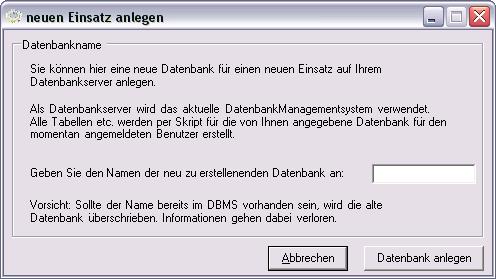 neuen Einsatz anlegen
Datenbankname
Sie können hier eine neue Datenbank für einen neuen Einsatz auf Ihrem
Datenbankserver anlegen.
Als Datenbankserver wird das aktuelle DatenbankManagementsystem verwendet.
Alle Tabellen etc. werden per Skript für die von Ihnen angegebene Datenbank für den
momentan angemeldeten Benutzer erstellt.
Geben Sie den Namen der neu zu erstellenenden Datenbank an:
Vorsicht: Sollte der Name bereits im DBMS vorhanden sein, wird die alte
Datenbank überschrieben. Informationen gehen dabei verloren.
Abbrechen
Datenbank anlegen